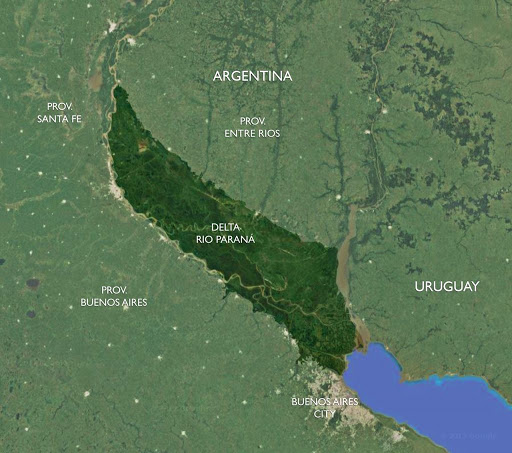 ARGENTINA
PROV.
SANTA FE
PROV.
ENTRE RIOS
DELTA
RIO PARANA
PROV.
BUENOS AIRES
URUGUAY
BUENOS AIRES
CITY